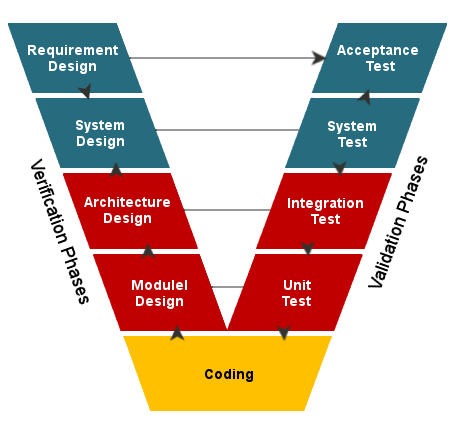 Requirement
Design
Acceptance
Test
System
Design
System
Test
Architecture
Design
Integration
Test
Modulel
Design
Unit
Test
Coding
Verification Phases
Validation Phases